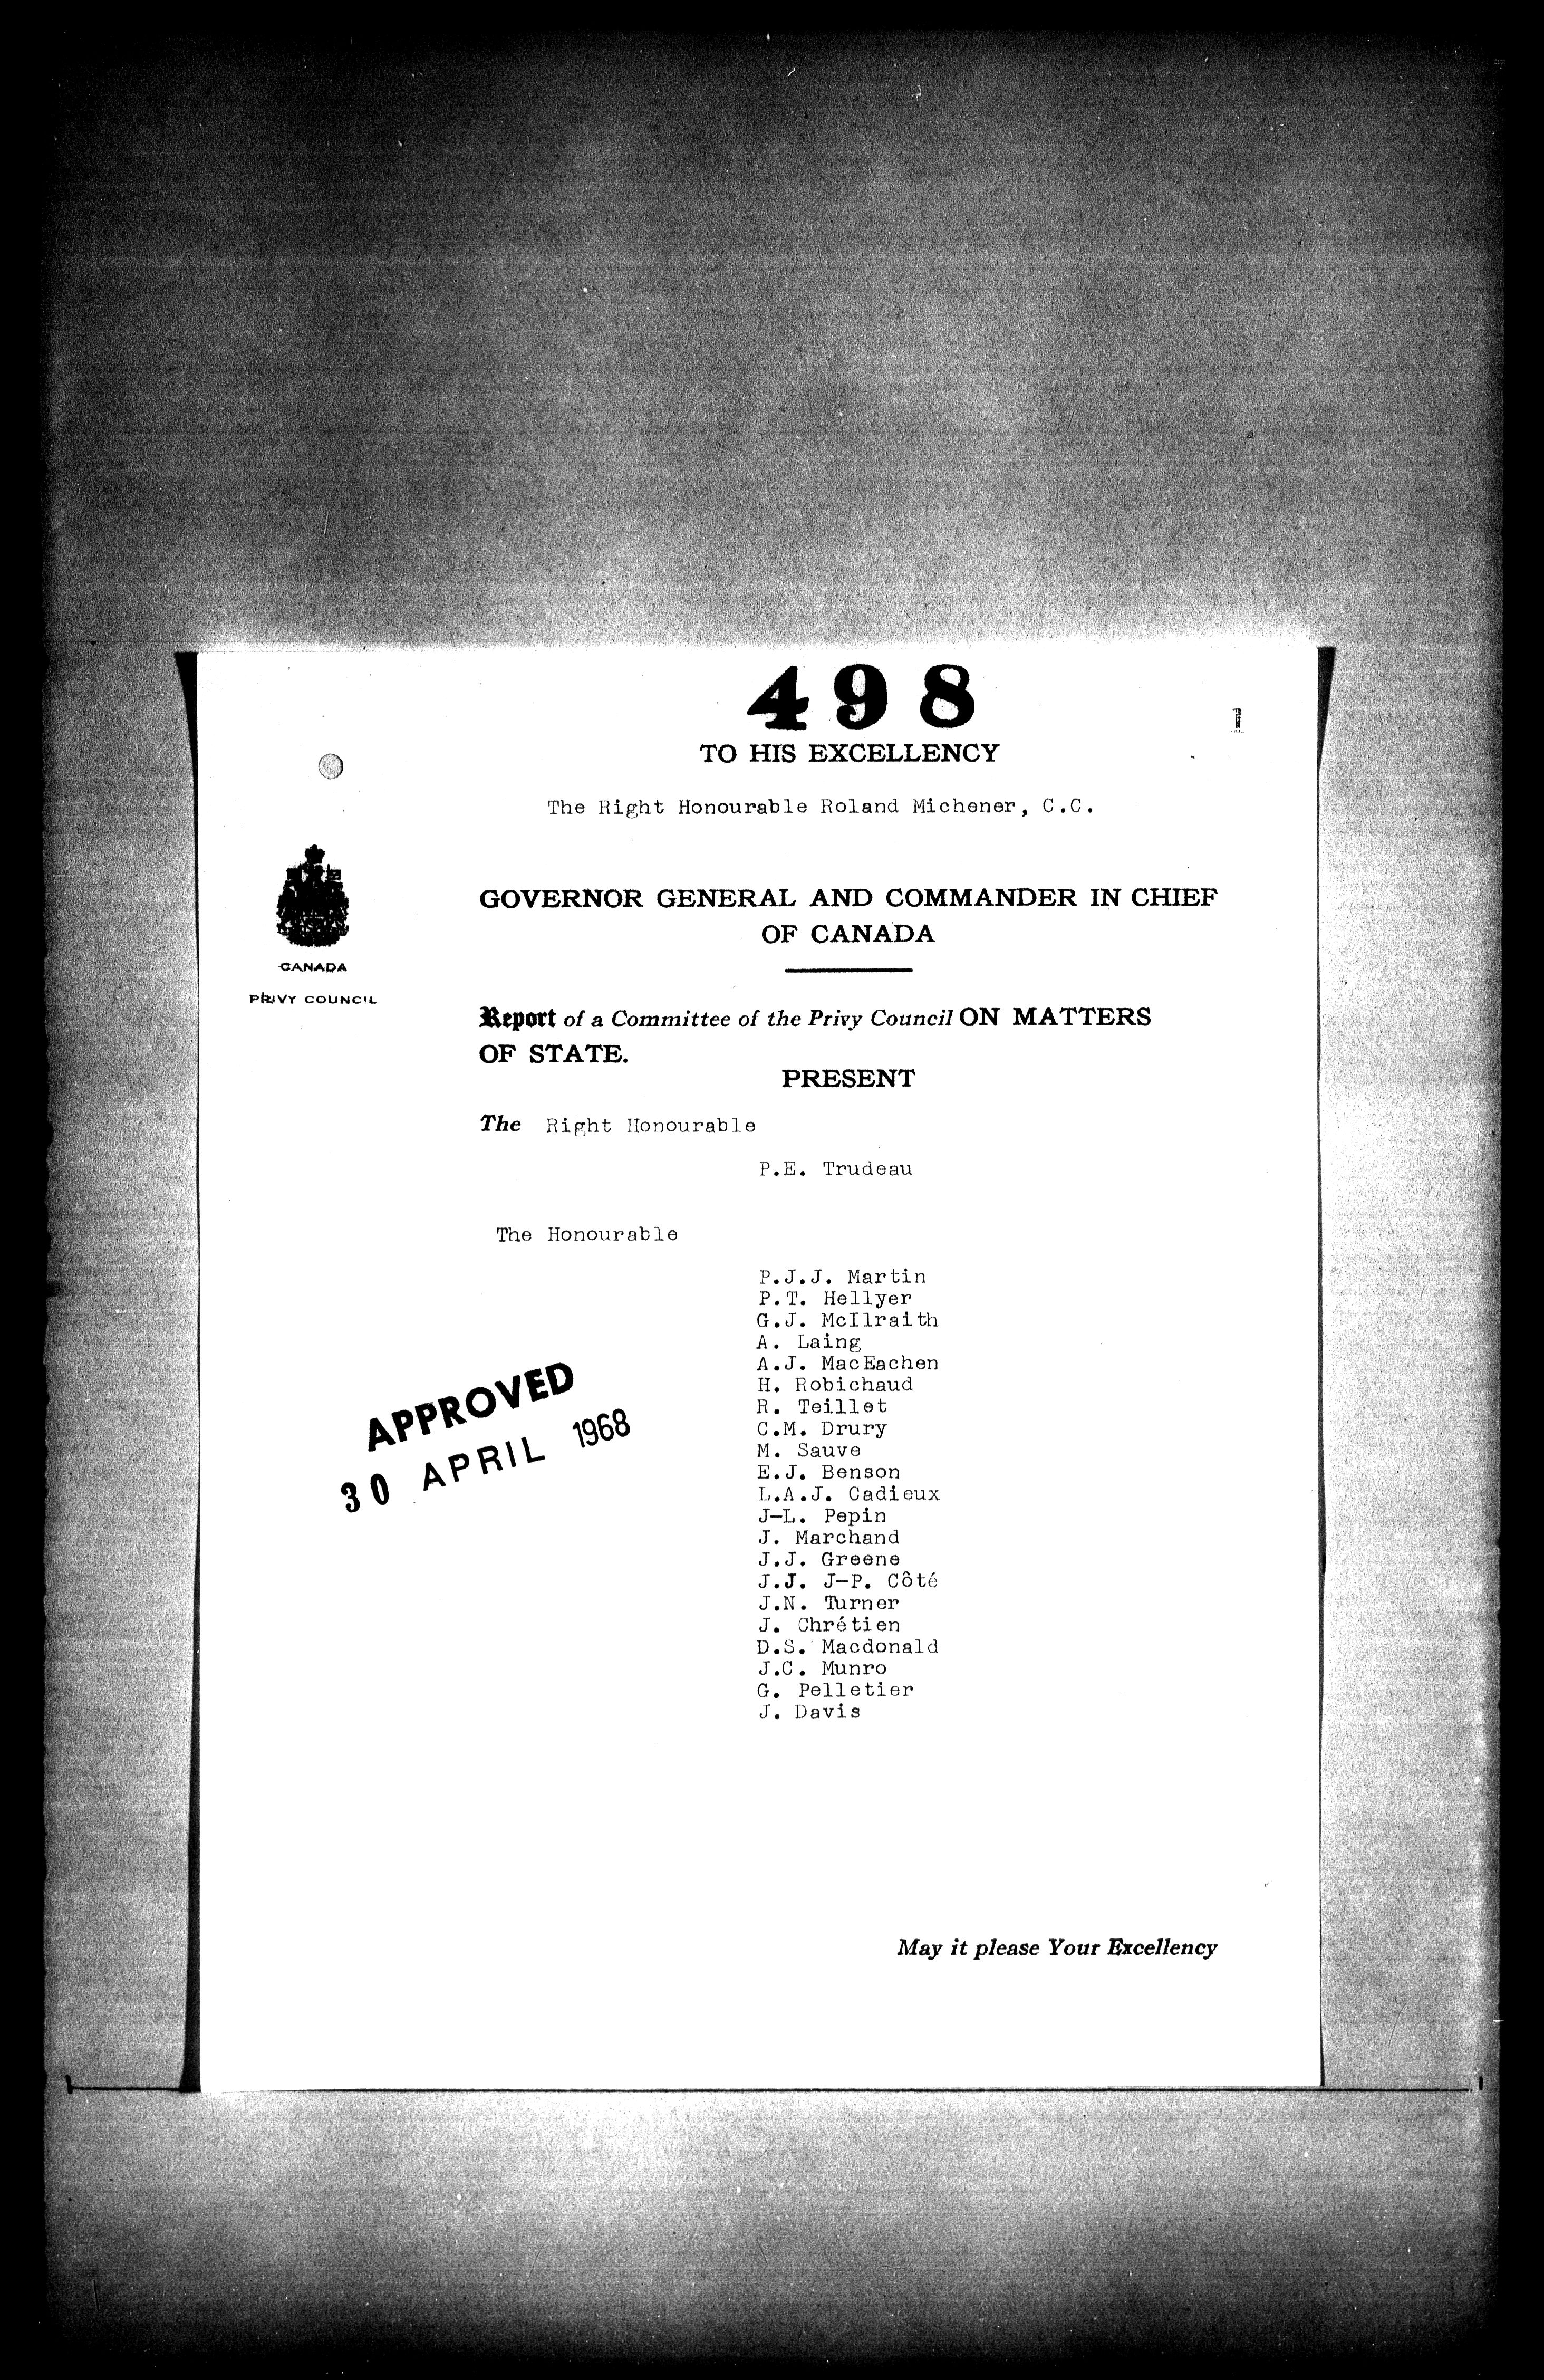 498
1
TO HIS EXCELLENCY
The Right Honourable Roland Michener, C.C.
GOVERNOR GENERAL AND COMMANDER IN CHIEF
OF CANADA
CANADA
PRIVY COUNCIL
Report of a Committee of the Privy Council ON MATTERS
OF STATE.
PRESENT
The Right Honourable
P.E. Trudeau
The Honourable
P.J.J. Martin
P.T. Hellyer
G.J. McIlraith
A. Laing
A.J. MacEachen
H. Robichaud
R. Teillet
C.M. Drury
M. Sauve
E.J. Benson
L.A.J. Cadieux
J-L. Pepin
J. Marchand
J.J. Greene
J.J. J-P. Côté
J.N. Turner
J. Chrétien
D.S. Macdonald
J.C. Munro
G. Pelletier
J. Davis
APPROVED
30 APRIL 1968
May it please Your Excellency